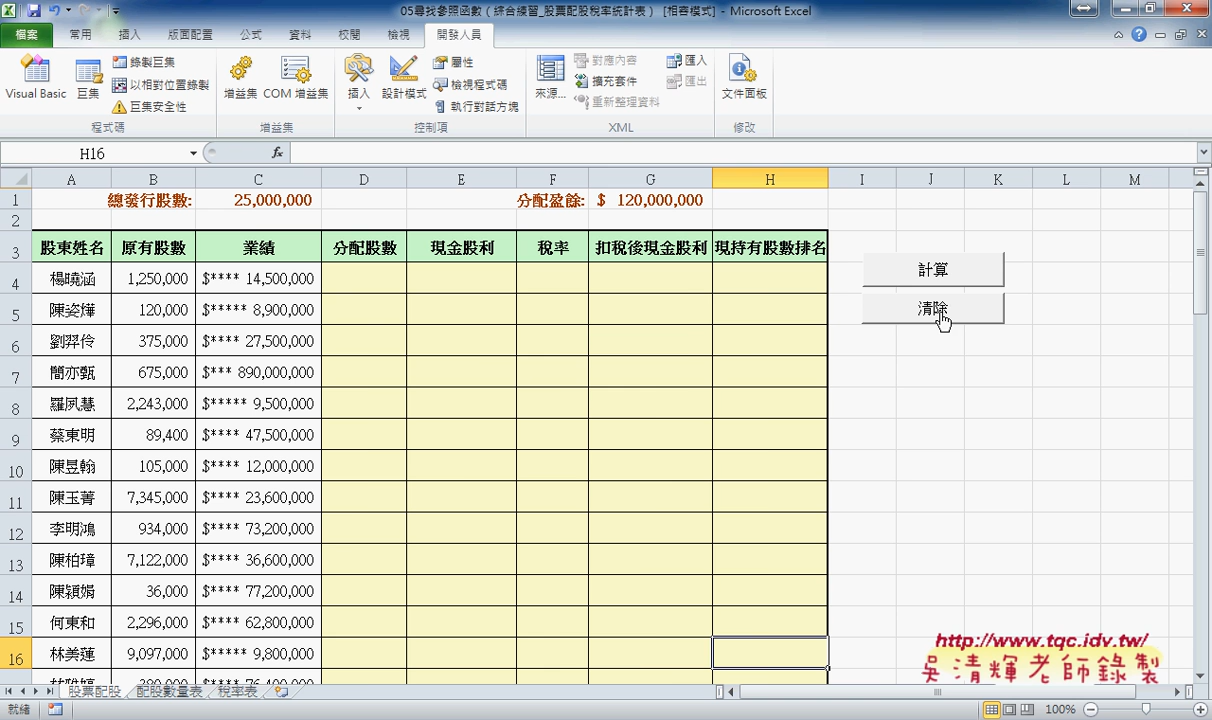 05尋找參照函數（綜合練習_股票配股稅率統計表） [相容模式] - Microsoft Excel
檔案 常用 插入 版面配置 公式 資料 校閱 檢視 開發人員
Visual Basic 巨集 錄製巨集 以相對位置錄製 巨集安全性 增益集 COM 增益集 插入 設計模式 屬性 檢視程式碼 執行對話方塊 來源... 對應內容 擴充套件 重新整理資料 匯入 匯出 文件面板
程式碼 增益集 控制項 XML 修改
H16 fx
A B C D E F G H I J K L M
1 總發行股數: 25,000,000 分配盈餘: $ 120,000,000
2
3 股東姓名 原有股數 業績 分配股數 現金股利 稅率 扣稅後現金股利 現持有股數排名
4 楊曉涵 1,250,000 $**** 14,500,000 計算
5 陳姿燁 120,000 $**** 8,900,000 清除
6 劉羿伶 375,000 $**** 27,500,000
7 簡亦甄 675,000 $*** 890,000,000
8 羅夙慧 2,243,000 $***** 9,500,000
9 蔡東明 89,400 $**** 47,500,000
10 陳昱翰 105,000 $**** 12,000,000
11 陳玉菁 7,345,000 $**** 23,600,000
12 李明鴻 934,000 $**** 73,200,000
13 陳柏璋 7,122,000 $**** 36,600,000
14 陳穎娟 36,000 $**** 77,200,000
15 何東和 2,296,000 $**** 62,800,000
16 林美蓮 9,097,000 $***** 9,800,000
http://www.tqc.idv.tw/
吳清輝老師錄製
股票配股 配股數量表 稅率表
就緒 100%